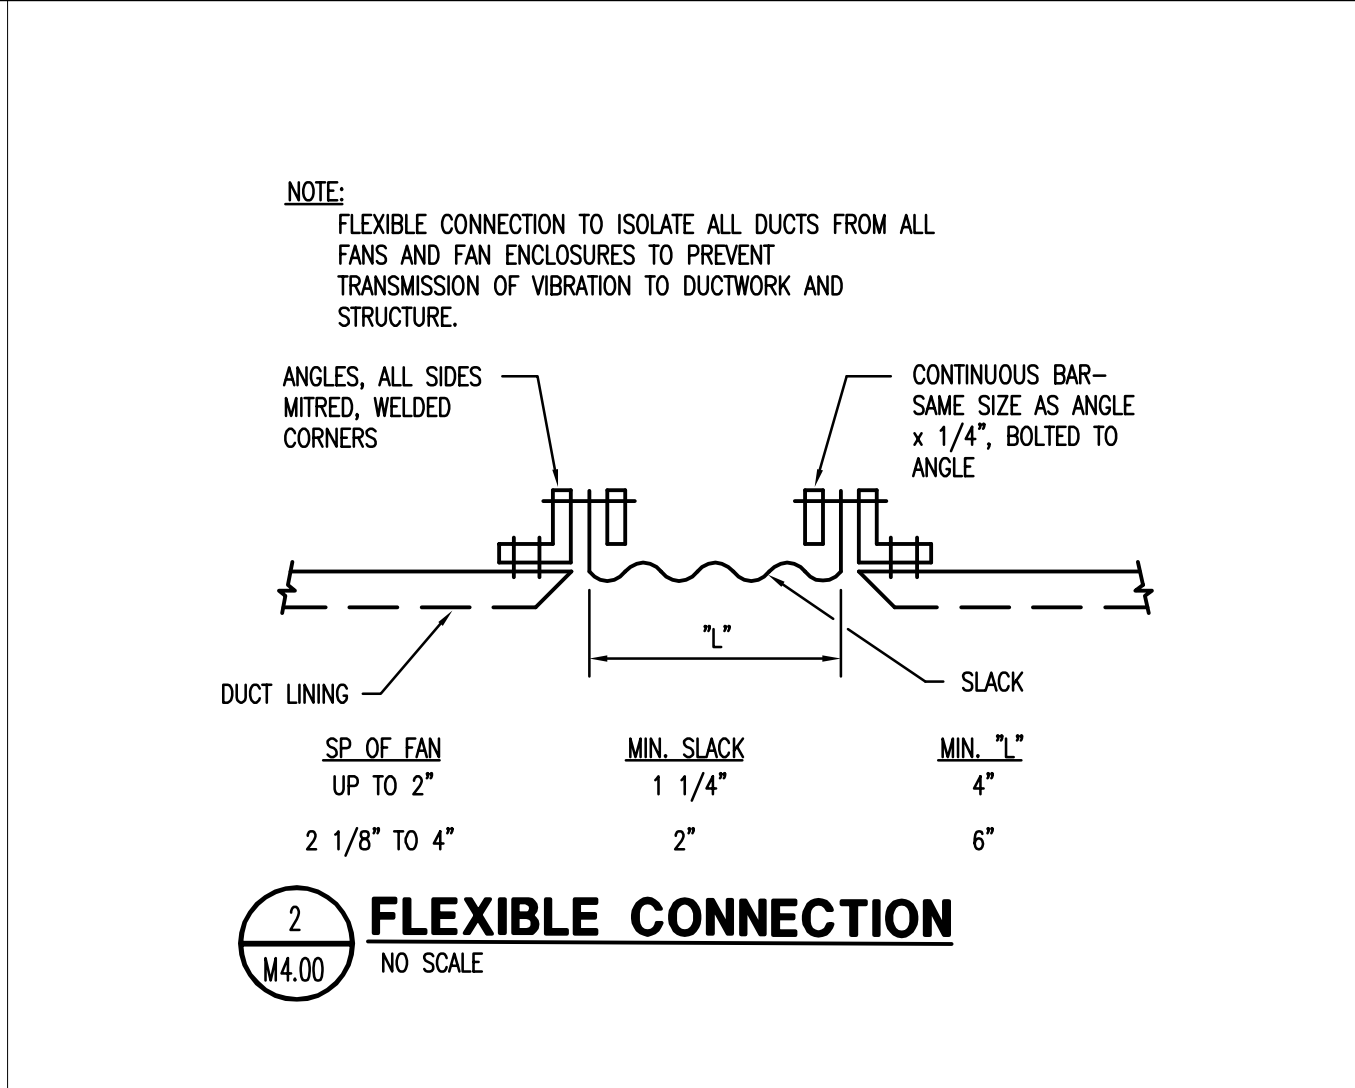 NOTE:
FLEXIBLE CONNECTION TO ISOLATE ALL DUCTS FROM ALL
FANS AND FAN ENCLOSURES TO PREVENT
TRANSMISSION OF VIBRATION TO DUCTWORK AND
STRUCTURE.
ANGLES, ALL SIDES
MITRED, WELDED
CORNERS
CONTINUOUS BAR-
SAME SIZE AS ANGLE
x 1/4", BOLTED TO
ANGLE
"L"
DUCT LINING
SLACK
SP OF FAN MIN. SLACK MIN. "L"
UP TO 2" 1 1/4" 4"
2 1/8" TO 4" 2" 6"
2
M4.00
FLEXIBLE CONNECTION
NO SCALE